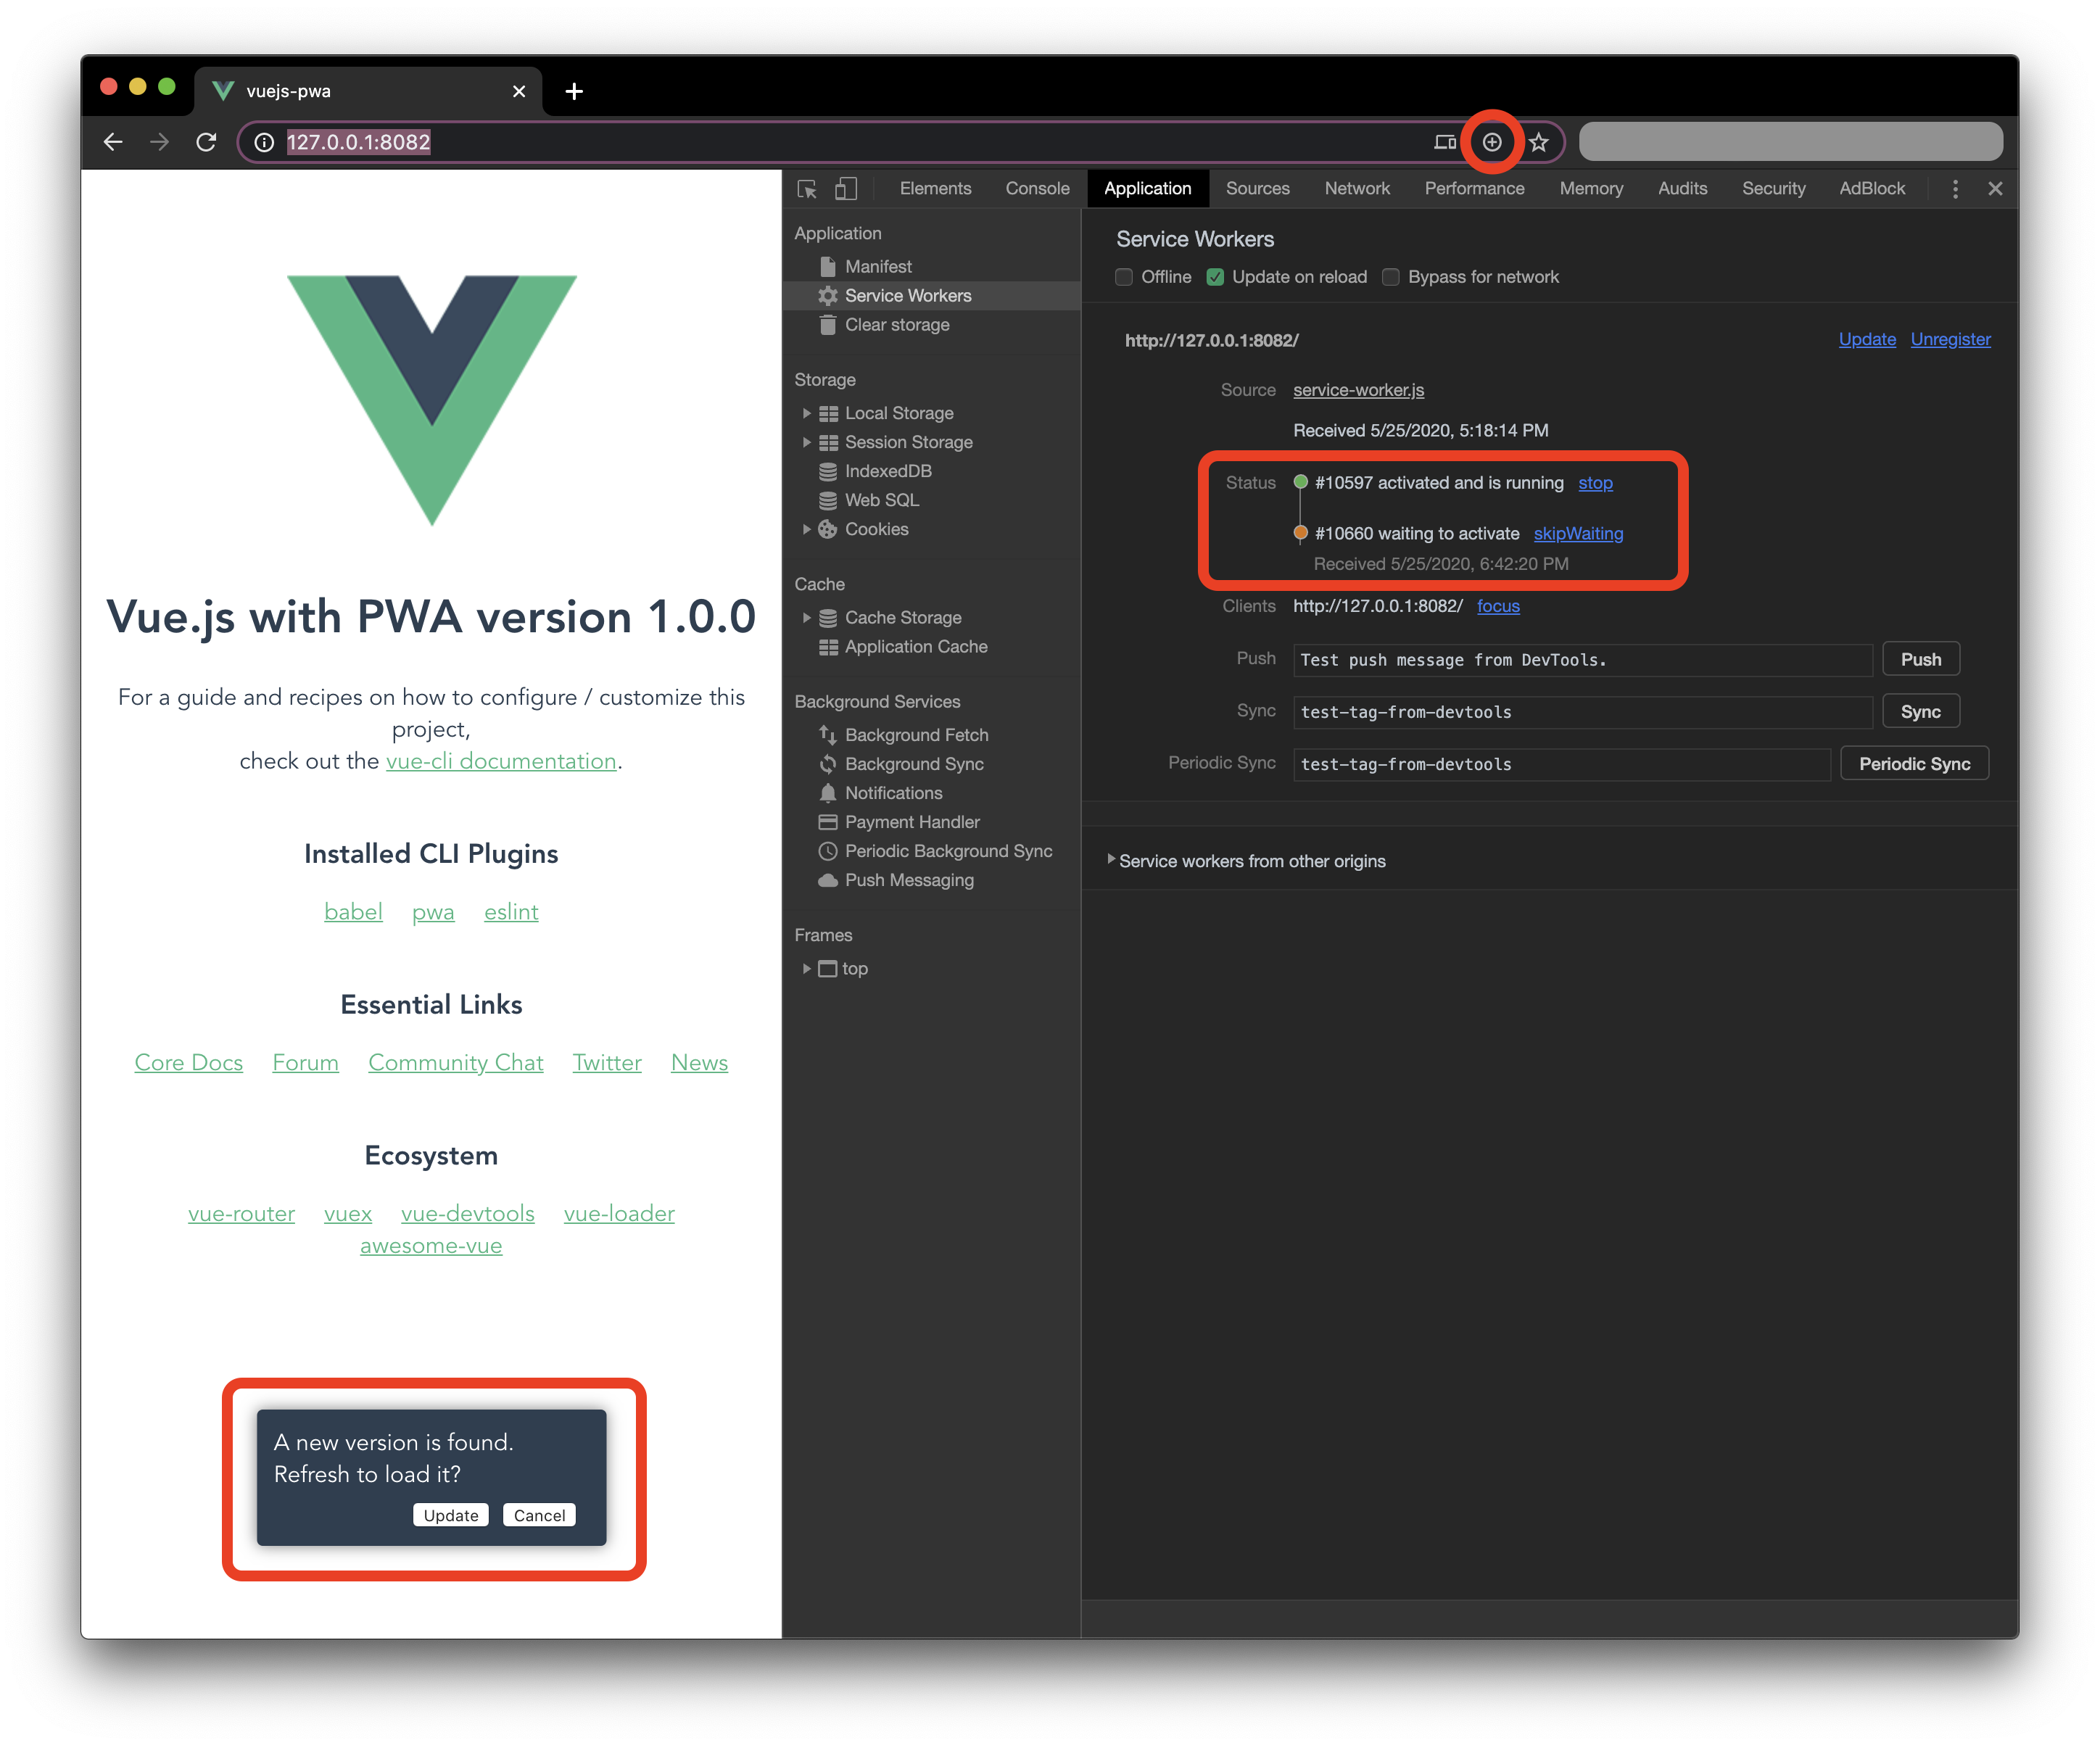 vuejs-pwa
127.0.0.1:8082
Vue.js with PWA version 1.0.0
For a guide and recipes on how to configure / customize this
project,
check out the vue-cli documentation.
Installed CLI Plugins
babel pwa eslint
Essential Links
Core Docs Forum Community Chat Twitter News
Ecosystem
vue-router vuex vue-devtools vue-loader
awesome-vue
A new version is found.
Refresh to load it?
Update Cancel
Elements Console Application Sources Network Performance Memory Audits Security AdBlock
Application
Manifest
Service Workers
Clear storage
Storage
Local Storage
Session Storage
IndexedDB
Web SQL
Cookies
Cache
Cache Storage
Application Cache
Background Services
Background Fetch
Background Sync
Notifications
Payment Handler
Periodic Background Sync
Push Messaging
Frames
top
Service Workers
Offline Update on reload Bypass for network
http://127.0.0.1:8082/ Update Unregister
Source service-worker.js
Received 5/25/2020, 5:18:14 PM
Status #10597 activated and is running stop
#10660 waiting to activate skipWaiting
Received 5/25/2020, 6:42:20 PM
Clients http://127.0.0.1:8082/ focus
Push Test push message from DevTools. Push
Sync test-tag-from-devtools Sync
Periodic Sync test-tag-from-devtools Periodic Sync
Service workers from other origins